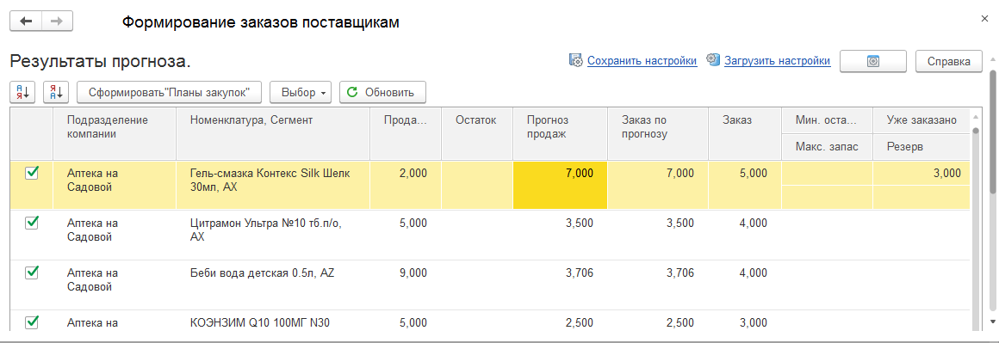 Формирование заказов поставщикам
Результаты прогноза.
Сохранить настройки
Загрузить настройки
Справка
Сформировать"Планы закупок"
Выбор
Обновить
Подразделение компании
Номенклатура, Сегмент
Прода...
Остаток
Прогноз продаж
Заказ по прогнозу
Заказ
Мин. оста...
Уже заказано
Макс. запас
Резерв
Аптека на Садовой
Гель-смазка Контекс Silk Шелк 30мл, AX
2,000
7,000
7,000
5,000
3,000
Аптека на Садовой
Цитрамон Ультра №10 тб.п/о, AX
5,000
3,500
3,500
4,000
Аптека на Садовой
Беби вода детская 0.5л, AZ
9,000
3,706
3,706
4,000
Аптека на
КОЭНЗИМ Q10 100МГ N30
5,000
2,500
2,500
3,000